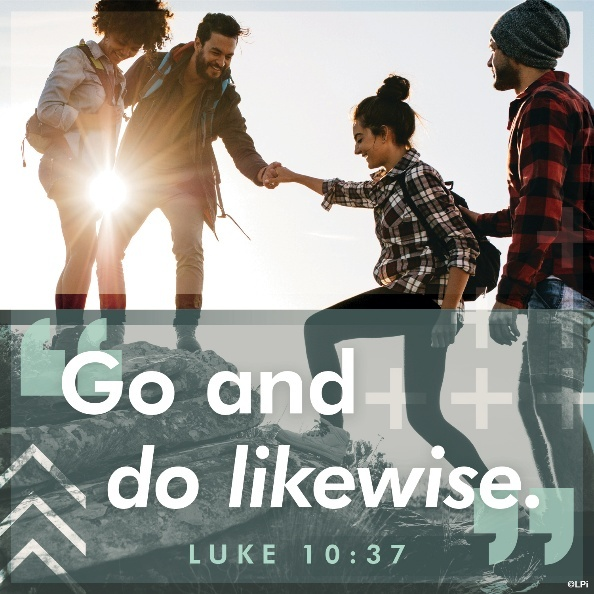 “Go and
do likewise.”
LUKE 10:37
©LPi